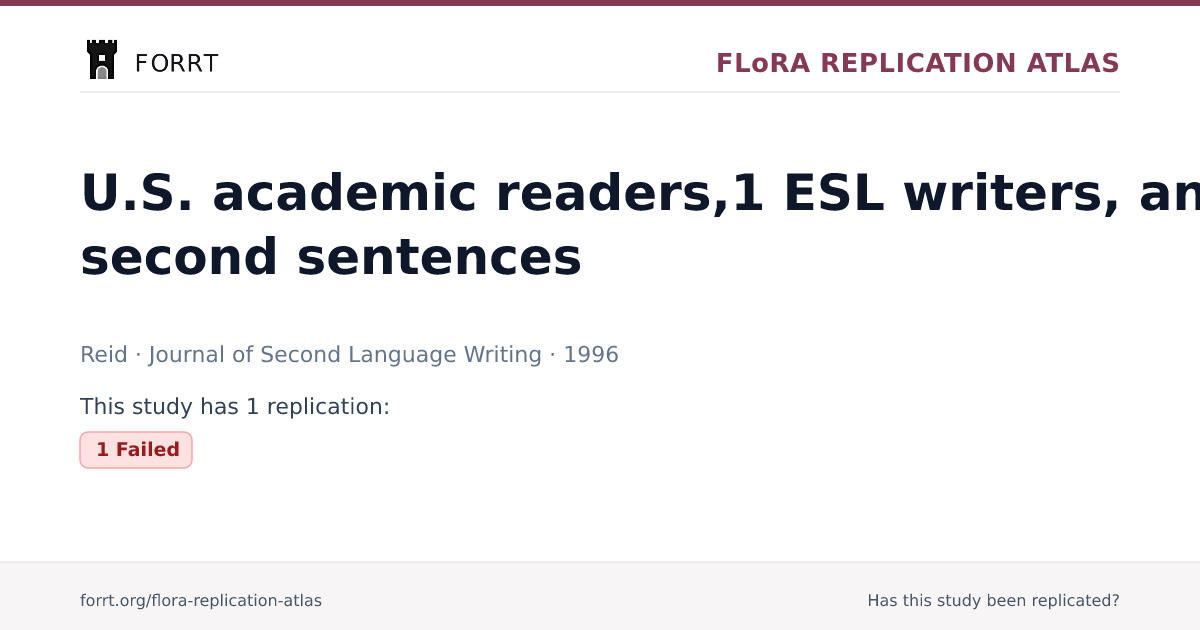 FORRT
FLoRA REPLICATION ATLAS
U.S. academic readers,1 ESL writers, an
second sentences
Reid · Journal of Second Language Writing · 1996
This study has 1 replication:
1 Failed
forrt.org/flora-replication-atlas
Has this study been replicated?